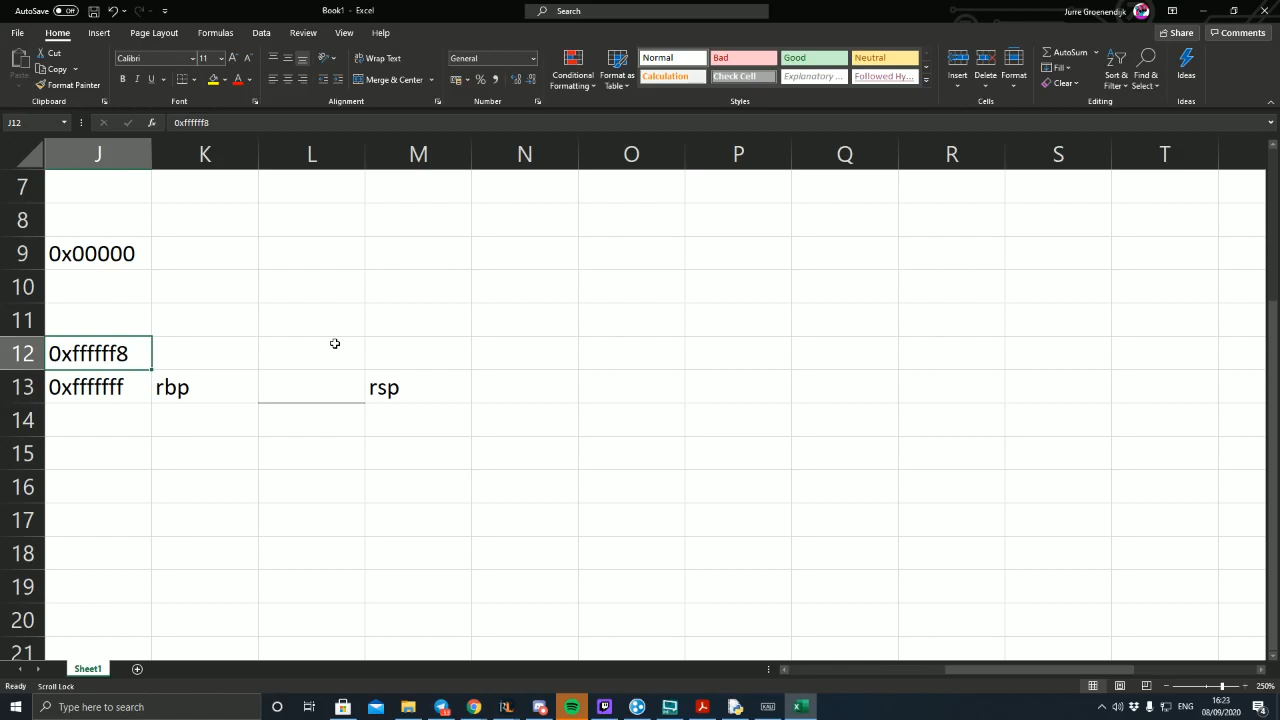 AutoSave Off Book1 - Excel Search Jurre Groenendijk
File Home Insert Page Layout Formulas Data Review View Help Share Comments
Paste Cut Copy Format Painter Clipboard
Calibri 11 A A B I U A Font
Wrap Text Merge & Center Alignment
General % Number
Conditional Formatting Format as Table
Normal Bad Good Neutral
Calculation Check Cell Explanatory ... Followed Hy...
Styles
Insert Delete Format Cells
AutoSum Fill Clear Sort & Filter Find & Select Editing
Ideas Ideas
J12 fx 0xffffff8
J K L M N O P Q R S T
7
8
9 0x00000
10
11
12 0xffffff8
13 0xfffffff rbp rsp
14
15
16
17
18
19
20
21
Sheet1
Ready Scroll Lock 250%
Type here to search ENG 16:23
08/09/2020